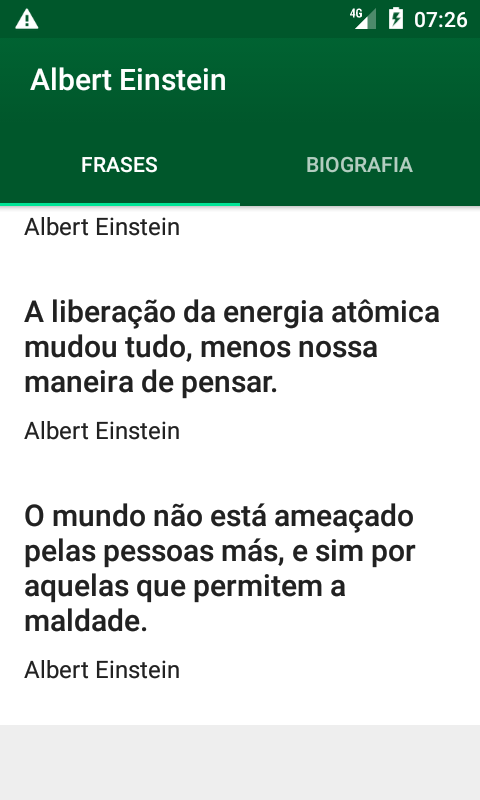 4G 07:26
Albert Einstein
FRASES BIOGRAFIA
Albert Einstein
A liberação da energia atômica
mudou tudo, menos nossa
maneira de pensar.
Albert Einstein
O mundo não está ameaçado
pelas pessoas más, e sim por
aquelas que permitem a
maldade.
Albert Einstein